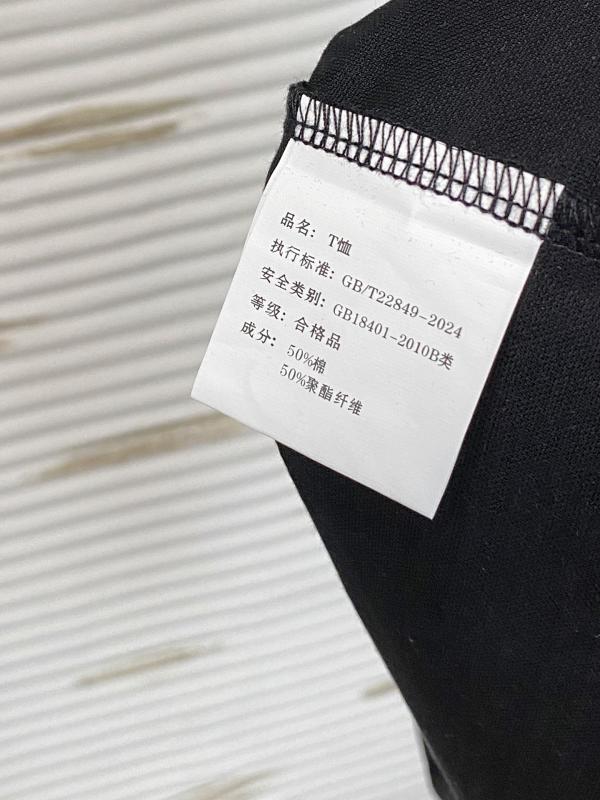 品名: T恤
执行标准: GB/T22849-2024
安全类别: GB18401-2010B类
等级: 合格品
成分: 50%棉
50%聚酯纤维